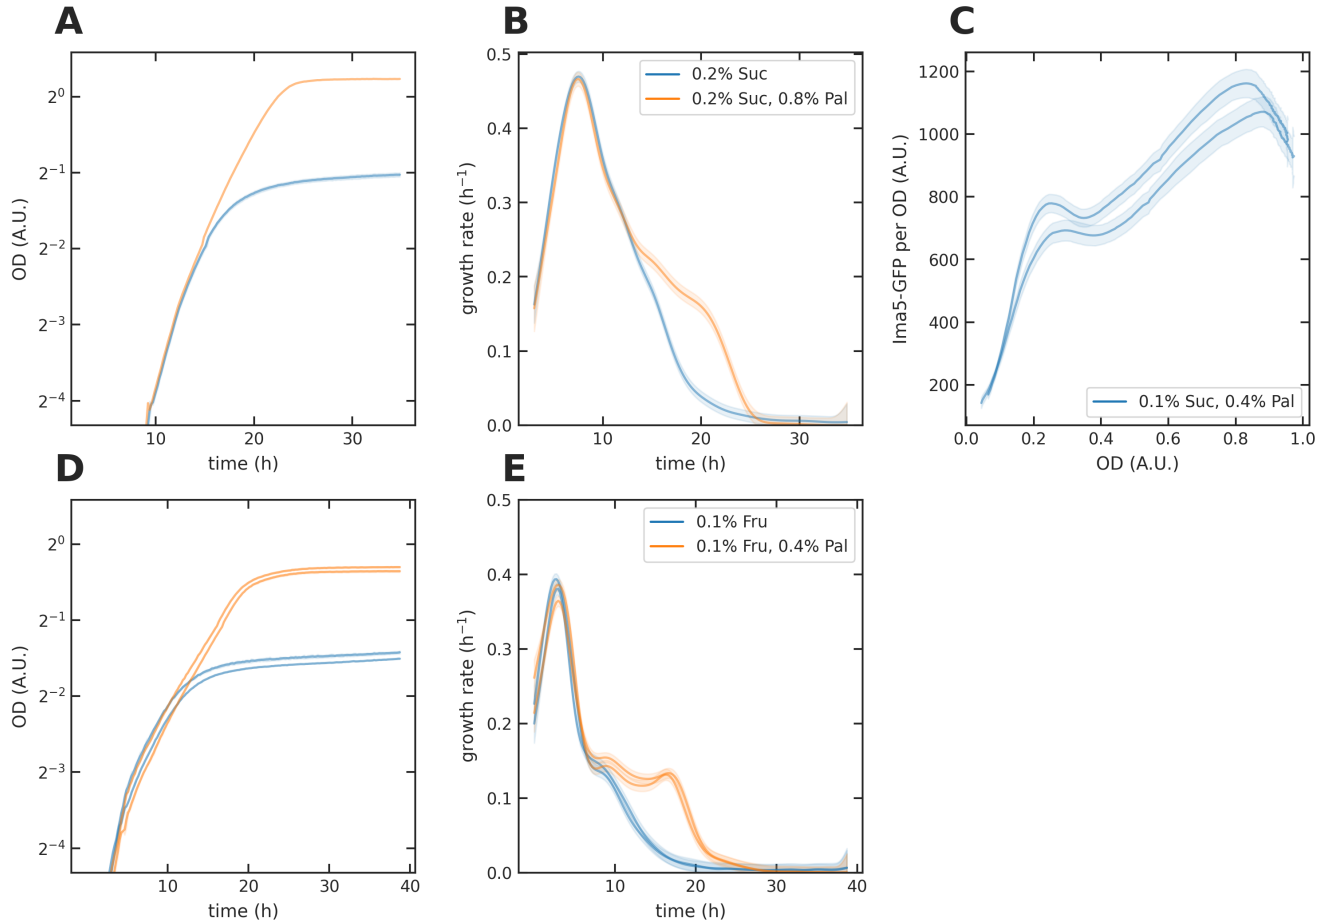 A
2⁰
2⁻¹
2⁻²
2⁻³
2⁻⁴
OD (A.U.)
10 20 30
time (h)
B
0.5
0.4
0.3
0.2
0.1
0.0
growth rate (h⁻¹)
0.2% Suc
0.2% Suc, 0.8% Pal
10 20 30
time (h)
C
1200
1000
800
600
400
200
Ima5-GFP per OD (A.U.)
0.1% Suc, 0.4% Pal
0.0 0.2 0.4 0.6 0.8 1.0
OD (A.U.)
D
2⁰
2⁻¹
2⁻²
2⁻³
2⁻⁴
OD (A.U.)
10 20 30 40
time (h)
E
0.5
0.4
0.3
0.2
0.1
0.0
growth rate (h⁻¹)
0.1% Fru
0.1% Fru, 0.4% Pal
10 20 30 40
time (h)